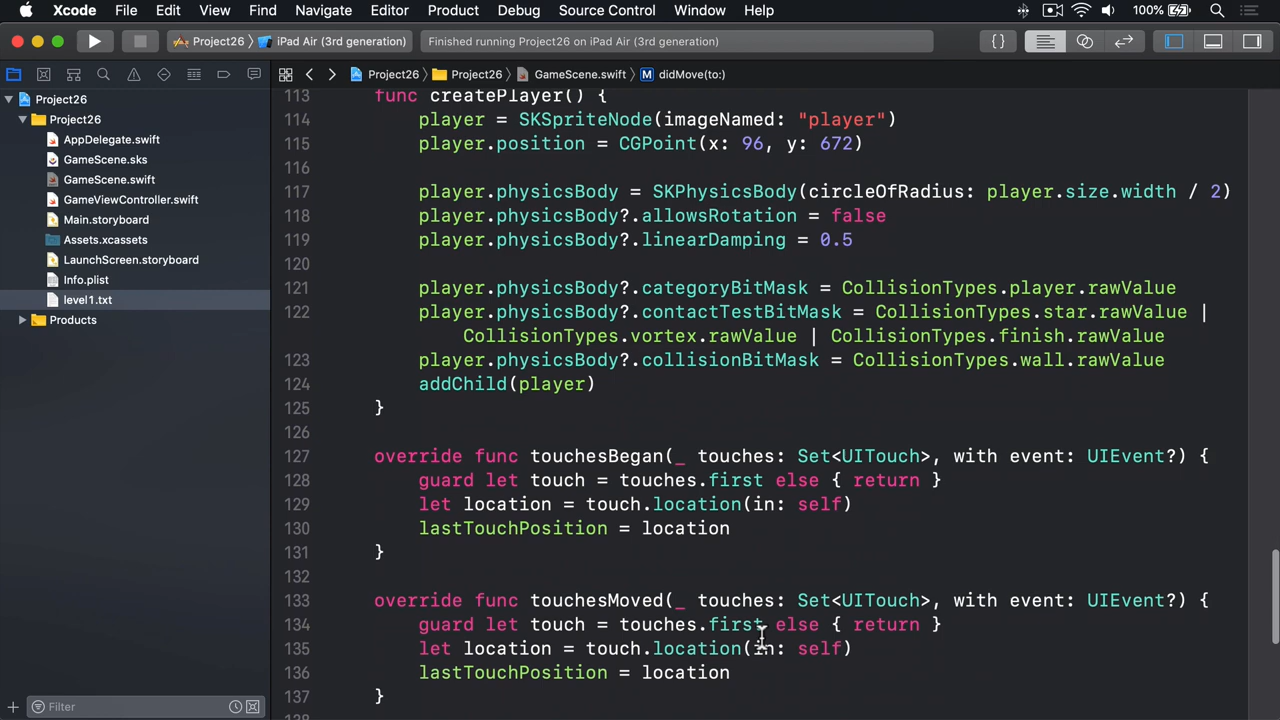 Xcode File Edit View Find Navigate Editor Product Debug Source Control Window Help 100%
Project26 iPad Air (3rd generation) Finished running Project26 on iPad Air (3rd generation)
Project26 Project26 GameScene.swift M didMove(to:)
Project26
Project26
AppDelegate.swift
GameScene.sks
GameScene.swift
GameViewController.swift
Main.storyboard
Assets.xcassets
LaunchScreen.storyboard
Info.plist
level1.txt
Products
Filter
113 func createPlayer() {
114 player = SKSpriteNode(imageNamed: "player")
115 player.position = CGPoint(x: 96, y: 672)
116
117 player.physicsBody = SKPhysicsBody(circleOfRadius: player.size.width / 2)
118 player.physicsBody?.allowsRotation = false
119 player.physicsBody?.linearDamping = 0.5
120
121 player.physicsBody?.categoryBitMask = CollisionTypes.player.rawValue
122 player.physicsBody?.contactTestBitMask = CollisionTypes.star.rawValue |
CollisionTypes.vortex.rawValue | CollisionTypes.finish.rawValue
123 player.physicsBody?.collisionBitMask = CollisionTypes.wall.rawValue
124 addChild(player)
125 }
126
127 override func touchesBegan(_ touches: Set<UITouch>, with event: UIEvent?) {
128 guard let touch = touches.first else { return }
129 let location = touch.location(in: self)
130 lastTouchPosition = location
131 }
132
133 override func touchesMoved(_ touches: Set<UITouch>, with event: UIEvent?) {
134 guard let touch = touches.first else { return }
135 let location = touch.location(in: self)
136 lastTouchPosition = location
137 }